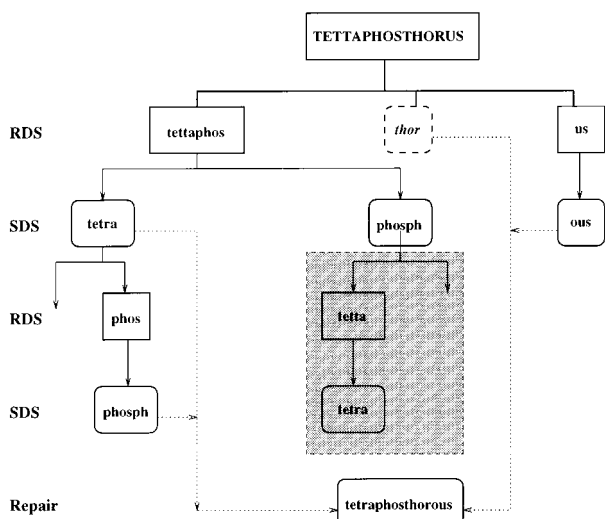 TETTAPHOSTHORUS
RDS
tettaphos
thor
us
SDS
tetra
phosph
ous
RDS
phos
tetta
SDS
phosph
tetra
Repair
tetraphosthorous